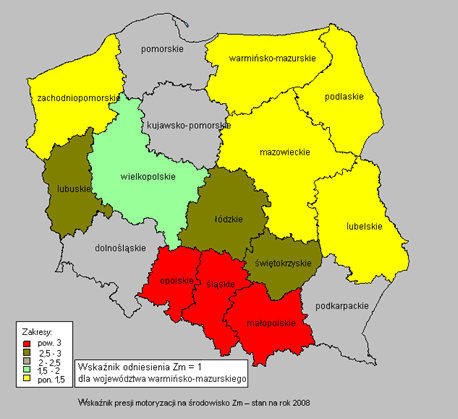 pomorskie
warmińsko-mazurskie
zachodniopomorskie
podlaskie
kujawsko-pomorskie
mazowieckie
wielkopolskie
lubuskie
łódzkie
lubelskie
dolnośląskie
świętokrzyskie
opolskie
śląskie
podkarpackie
małopolskie
Zakresy:
pow. 3
2,5 - 3
2 - 2,5
1,5 - 2
pon. 1,5
Wskaźnik odniesienia Zm = 1
dla województwa warmińsko-mazurskiego
Wskaźnik presji motoryzacji na środowisko Zm – stan na rok 2008